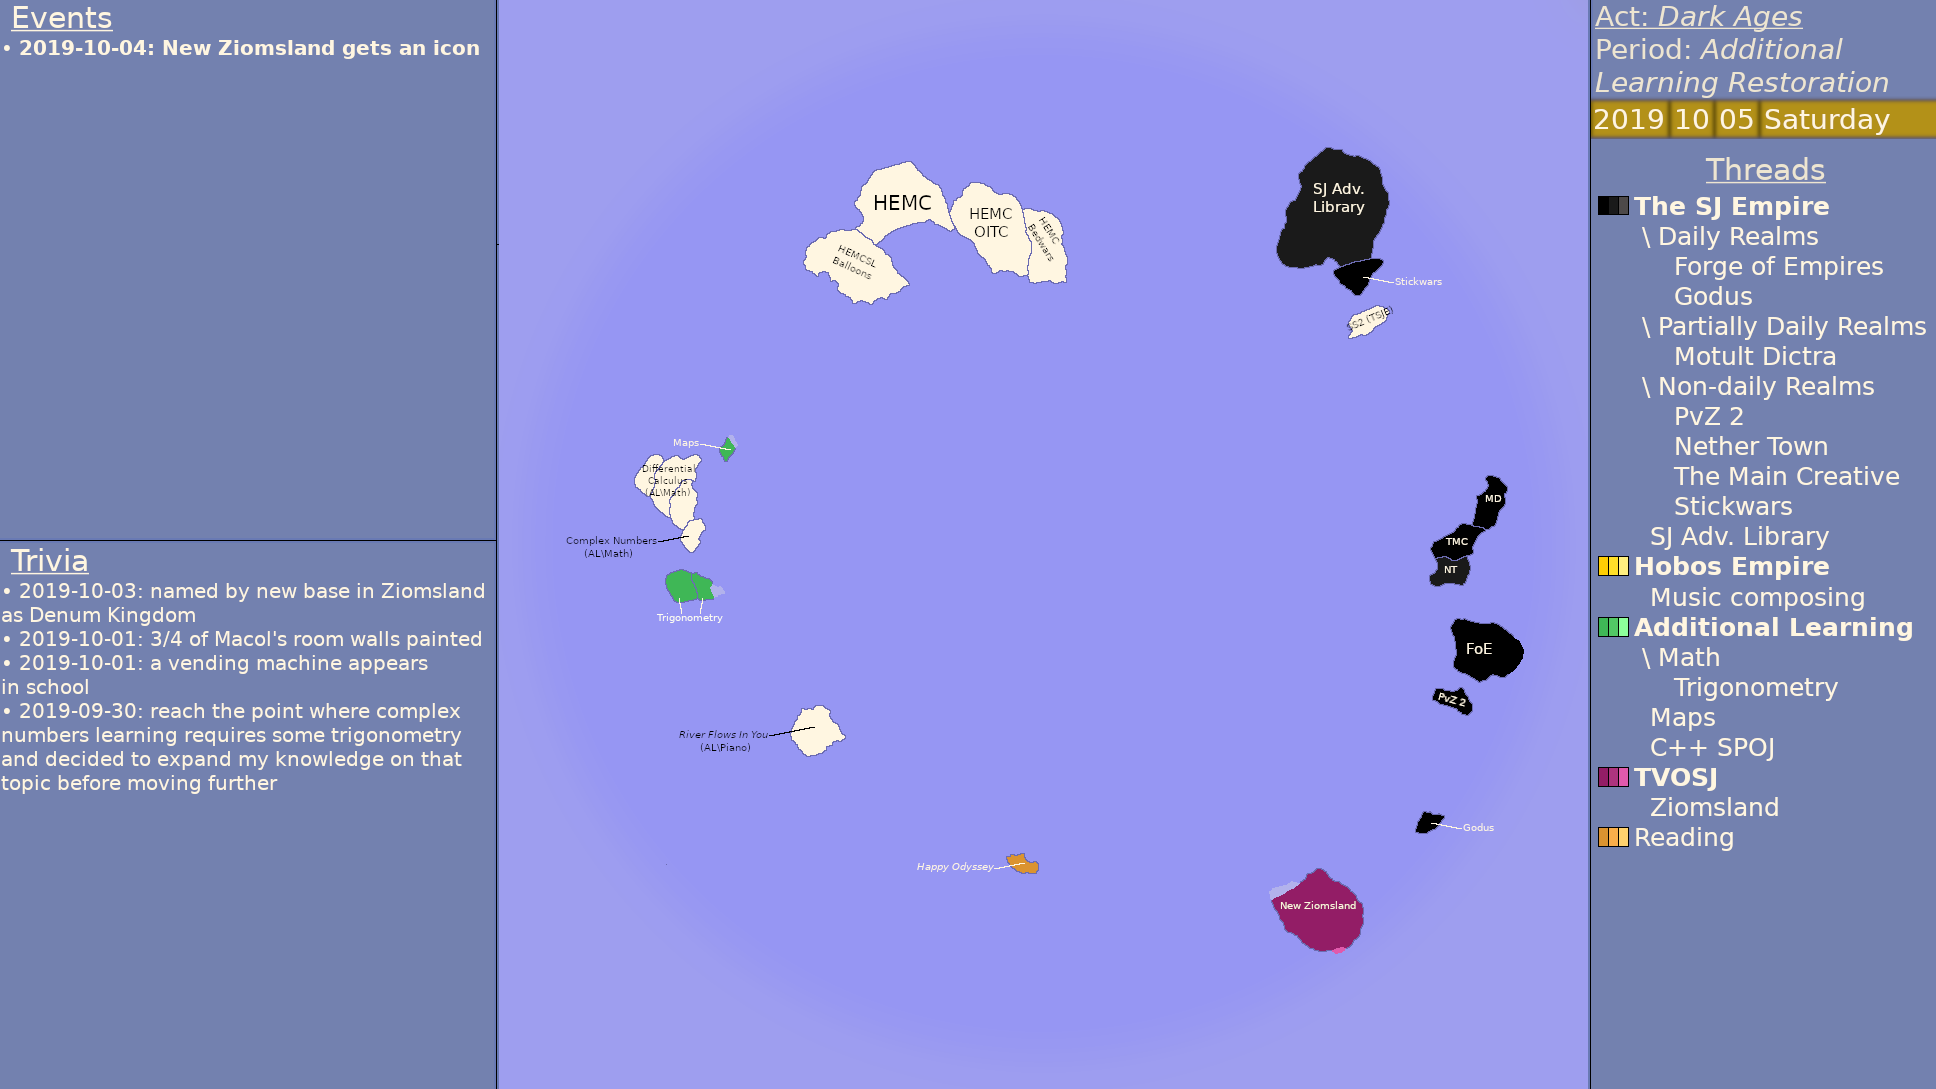 Events
• 2019-10-04: New Ziomsland gets an icon
Trivia
• 2019-10-03: named by new base in Ziomsland
as Denum Kingdom
• 2019-10-01: 3/4 of Macol's room walls painted
• 2019-10-01: a vending machine appears
in school
• 2019-09-30: reach the point where complex
numbers learning requires some trigonometry
and decided to expand my knowledge on that
topic before moving further
HEMC
HEMC
OITC
HEMC
Bedwars
HEMCSL
Balloons
SJ Adv.
Library
Stickwars
S2 (TSJE)
Maps
Differential
Calculus
(AL\Math)
Complex Numbers
(AL\Math)
Trigonometry
MD
TMC
NT
FoE
PvZ 2
River Flows In You
(AL\Piano)
Godus
Happy Odyssey
New Ziomsland
Act: Dark Ages
Period: Additional
Learning Restoration
2019 10 05 Saturday
Threads
The SJ Empire
\ Daily Realms
Forge of Empires
Godus
\ Partially Daily Realms
Motult Dictra
\ Non-daily Realms
PvZ 2
Nether Town
The Main Creative
Stickwars
SJ Adv. Library
Hobos Empire
Music composing
Additional Learning
\ Math
Trigonometry
Maps
C++ SPOJ
TVOSJ
Ziomsland
Reading